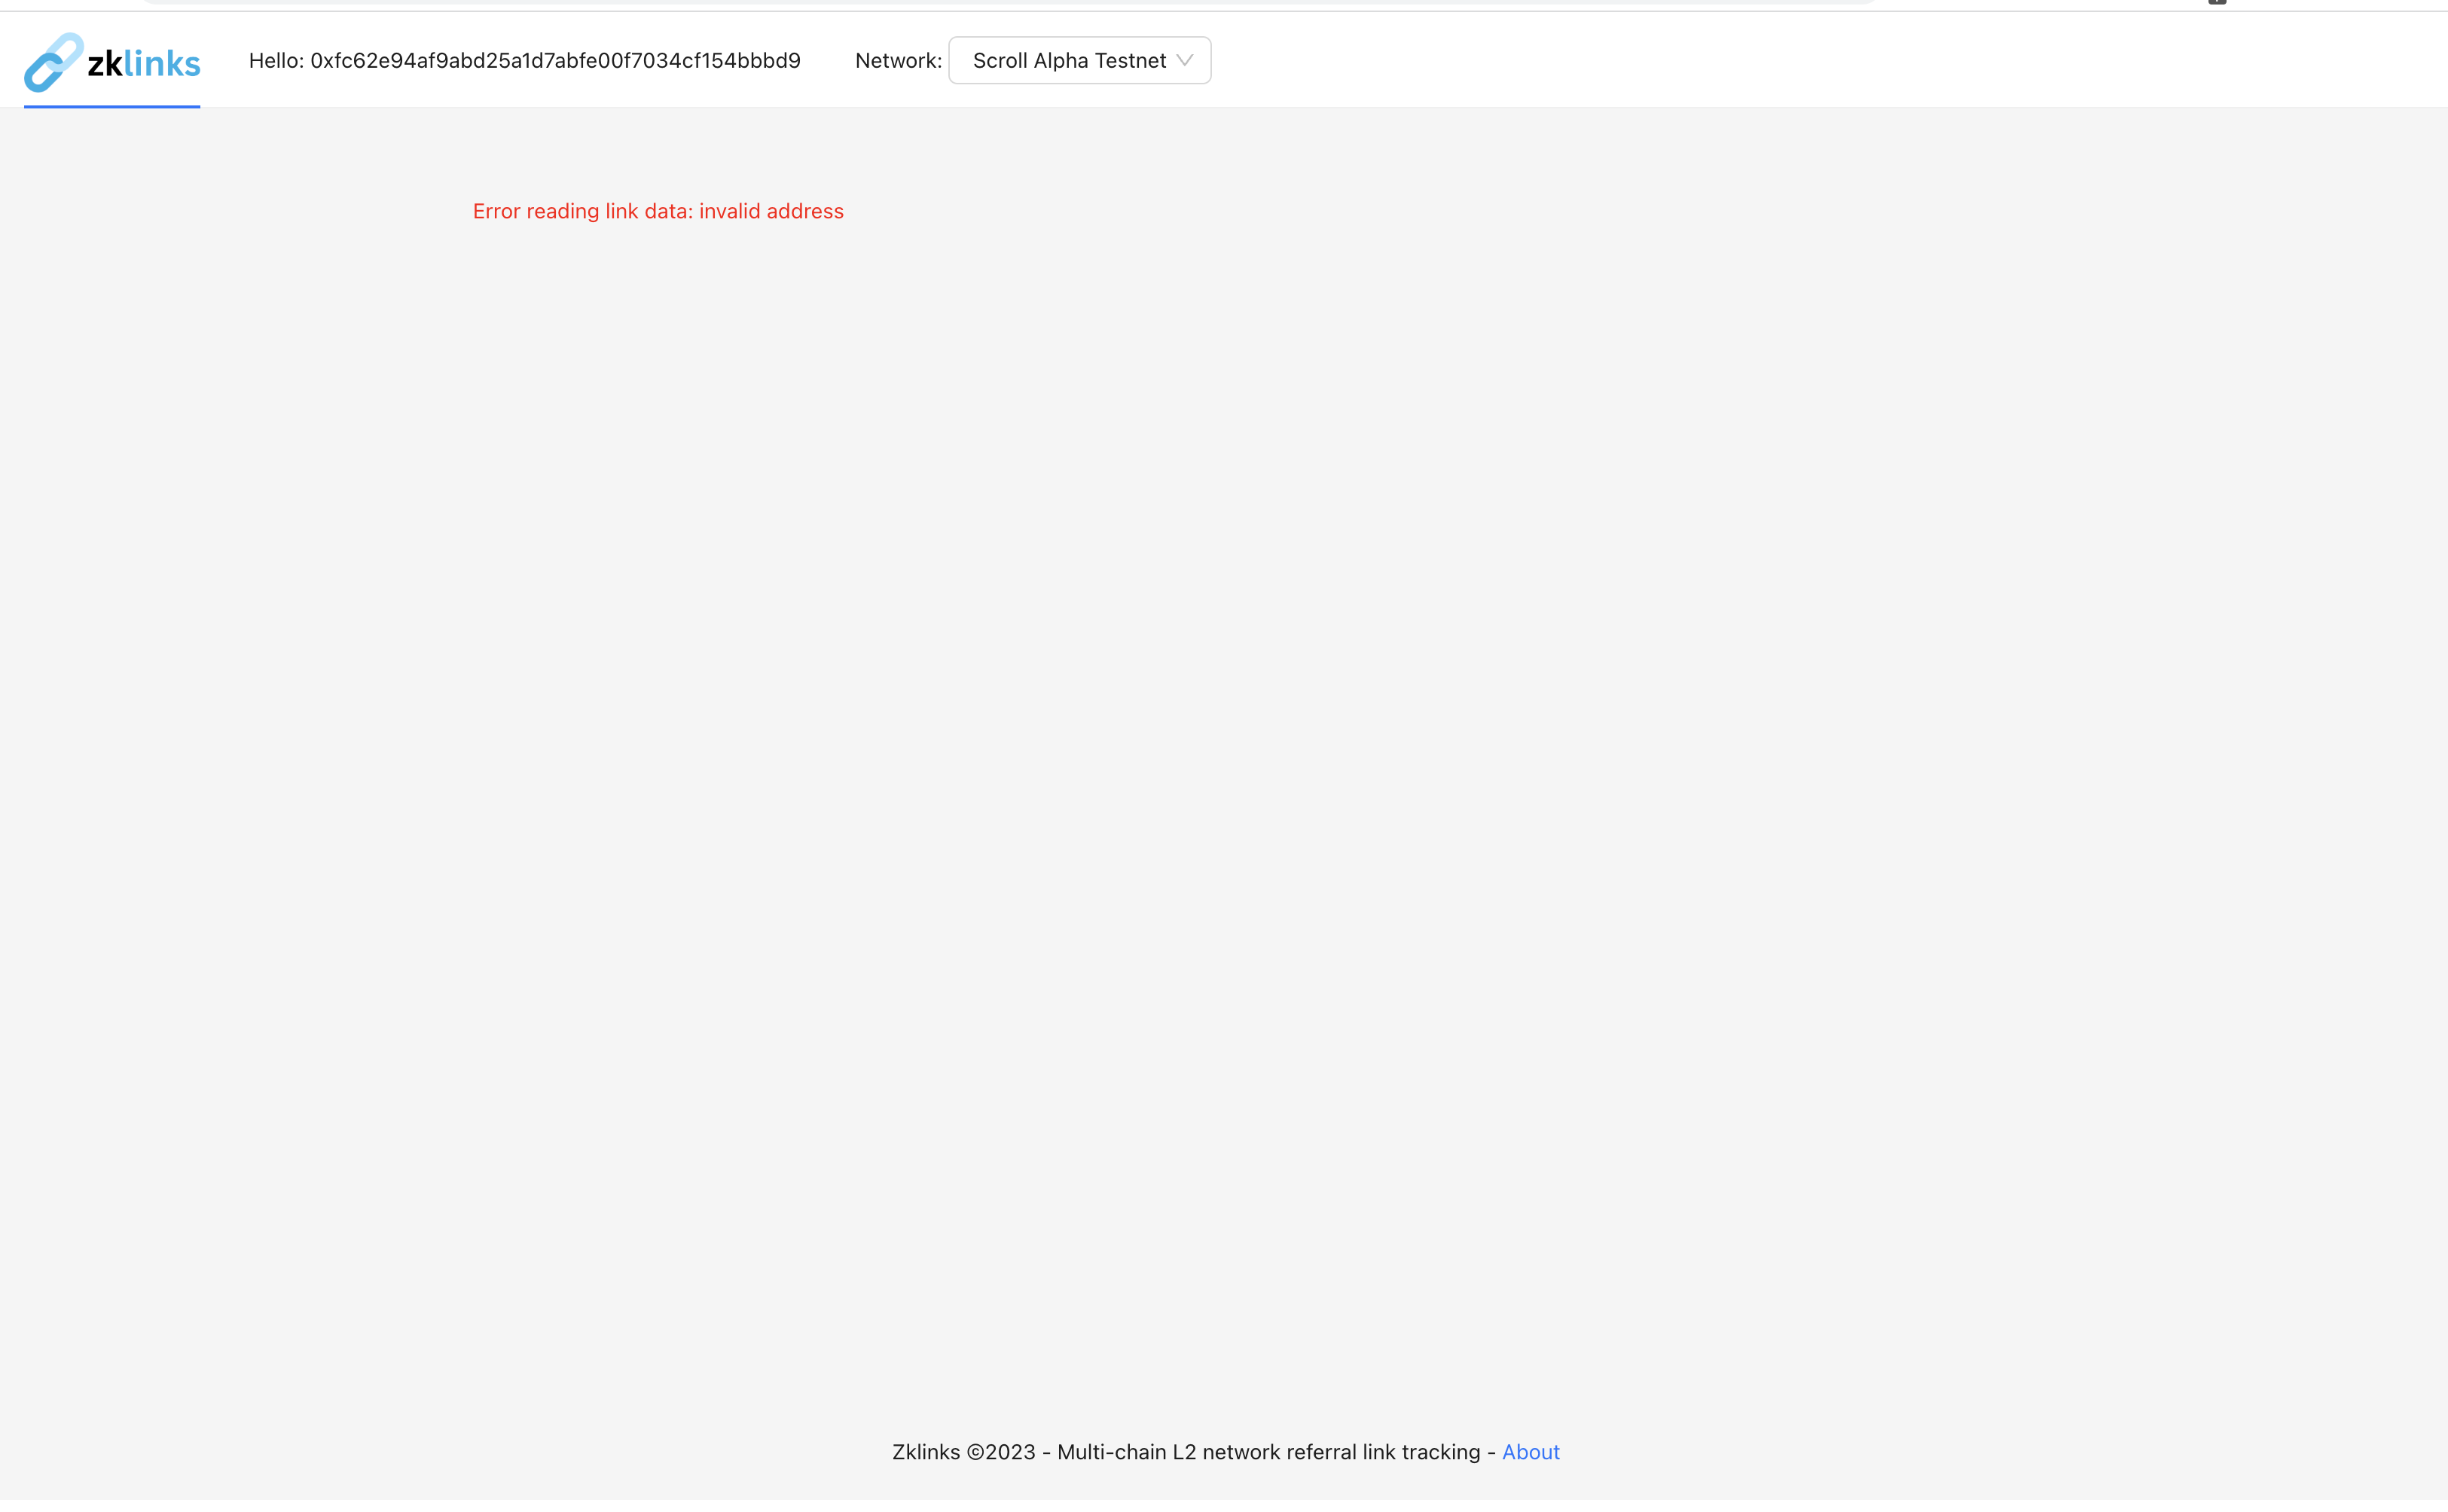 zklinks
Hello: 0xfc62e94af9abd25a1d7abfe00f7034cf154bbbd9
Network: Scroll Alpha Testnet
Error reading link data: invalid address
Zklinks ©2023 - Multi-chain L2 network referral link tracking - About